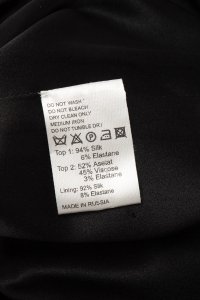 DO NOT WASH
DO NOT BLEACH
DRY CLEAN ONLY
MEDIUM IRON
DO NOT TUMBLE DRY
Top 1: 94% Silk
6% Elastane
Top 2: 52% Asetat
45% Viscose
3% Elastane
Lining: 92% Silk
8% Elastane
MADE IN RUSSIA